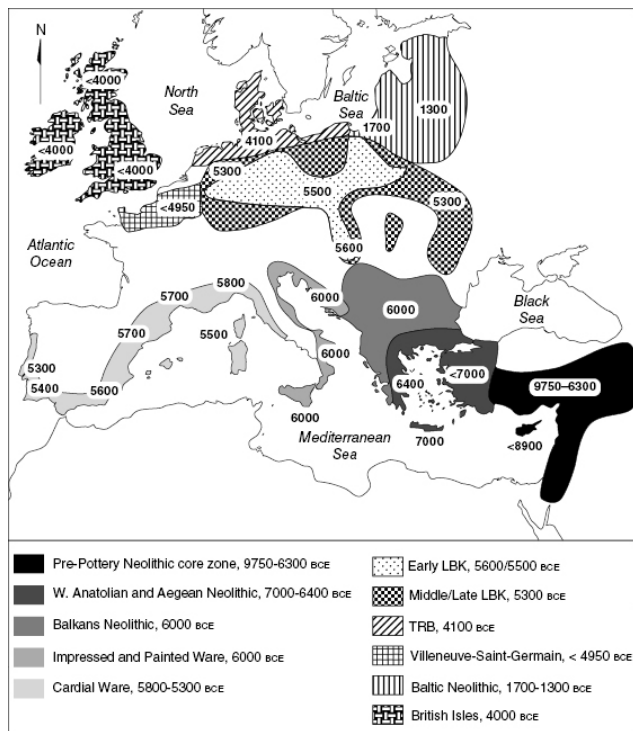 N
<4000
North
Sea
Baltic
Sea
1700
1300
<4000
<4000
4100
5300
5500
<4950
5300
5600
Atlantic
Ocean
5800
5700
6000
6000
Black
Sea
5700
5500
5300
5400
5600
6000
6400
<7000
9750–6300
6000
Mediterranean
Sea
7000
<8900
Pre-Pottery Neolithic core zone, 9750-6300 BCE
W. Anatolian and Aegean Neolithic, 7000-6400 BCE
Balkans Neolithic, 6000 BCE
Impressed and Painted Ware, 6000 BCE
Cardial Ware, 5800-5300 BCE
Early LBK, 5600/5500 BCE
Middle/Late LBK, 5300 BCE
TRB, 4100 BCE
Villeneuve-Saint-Germain, < 4950 BCE
Baltic Neolithic, 1700-1300 BCE
British Isles, 4000 BCE